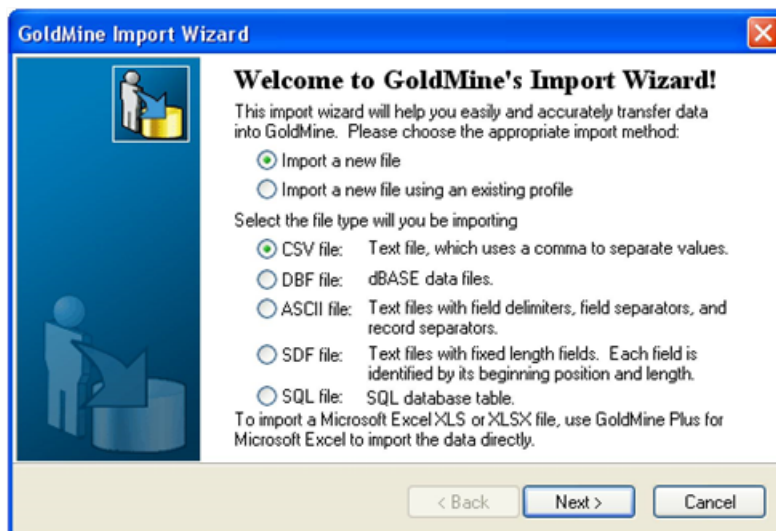 GoldMine Import Wizard
Welcome to GoldMine's Import Wizard!
This import wizard will help you easily and accurately transfer data
into GoldMine. Please choose the appropriate import method:
Import a new file
Import a new file using an existing profile
Select the file type will you be importing
CSV file: Text file, which uses a comma to separate values.
DBF file: dBASE data files.
ASCII file: Text files with field delimiters, field separators, and
record separators.
SDF file: Text files with fixed length fields. Each field is
identified by its beginning position and length.
SQL file: SQL database table.
To import a Microsoft Excel XLS or XLSX file, use GoldMine Plus for
Microsoft Excel to import the data directly.
< Back Next > Cancel